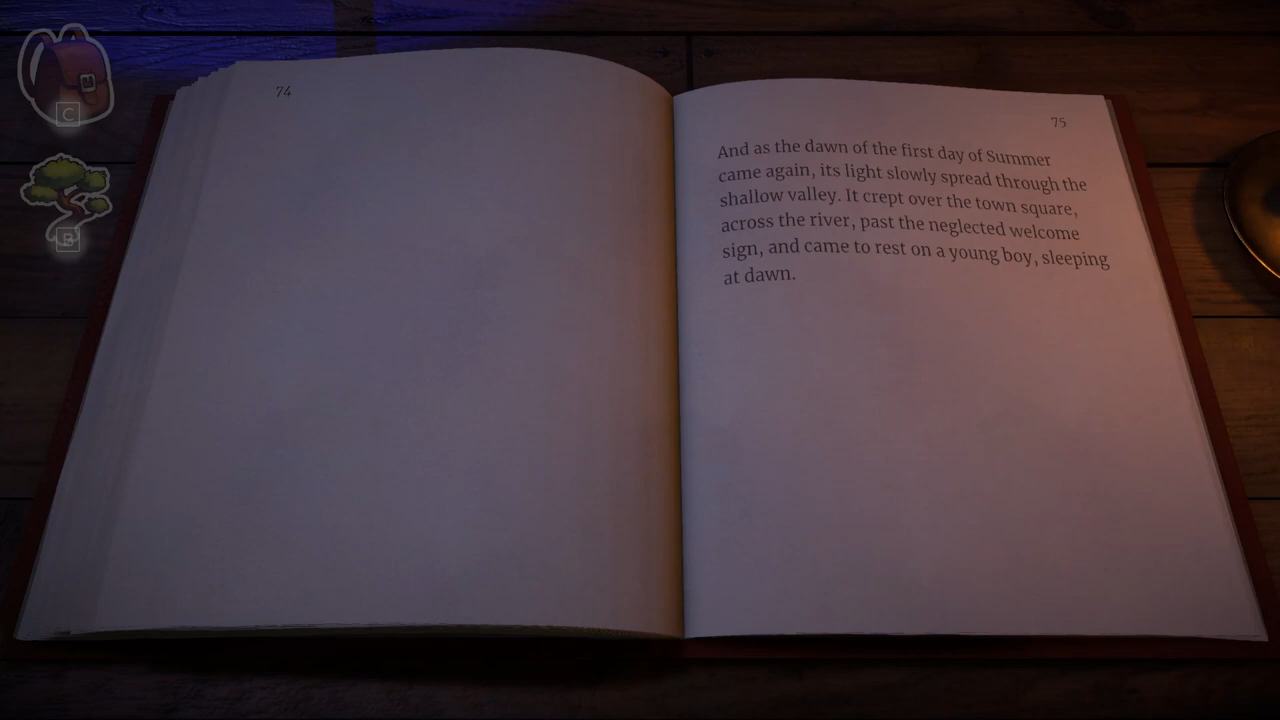 C
B
74
75
And as the dawn of the first day of Summer
came again, its light slowly spread through the
shallow valley. It crept over the town square,
across the river, past the neglected welcome
sign, and came to rest on a young boy, sleeping
at dawn.